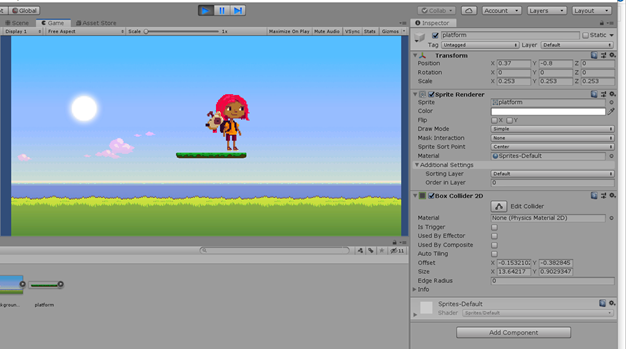 Global
Collab
Account
Layers
Layout
Scene
Game
Asset Store
Display 1
Free Aspect
Scale
1x
Maximize On Play
Mute Audio
VSync
Stats
Gizmos
11
platform
Inspector
platform
Static
Tag
Untagged
Layer
Default
Transform
Position
X 0.37 Y -0.8 Z 0
Rotation
X 0 Y 0 Z 0
Scale
X 0.253 Y 0.253 Z 0.253
Sprite Renderer
Sprite
platform
Color
Flip
X Y
Draw Mode
Simple
Mask Interaction
None
Sprite Sort Point
Center
Material
Sprites-Default
Additional Settings
Sorting Layer
Default
Order in Layer
0
Box Collider 2D
Edit Collider
Material
None (Physics Material 2D)
Is Trigger
Used By Effector
Used By Composite
Auto Tiling
Offset
X -0.1532102 Y -0.382845
Size
X 13.64217 Y 0.9029347
Edge Radius
0
Info
Sprites-Default
Shader
Sprites/Default
Add Component